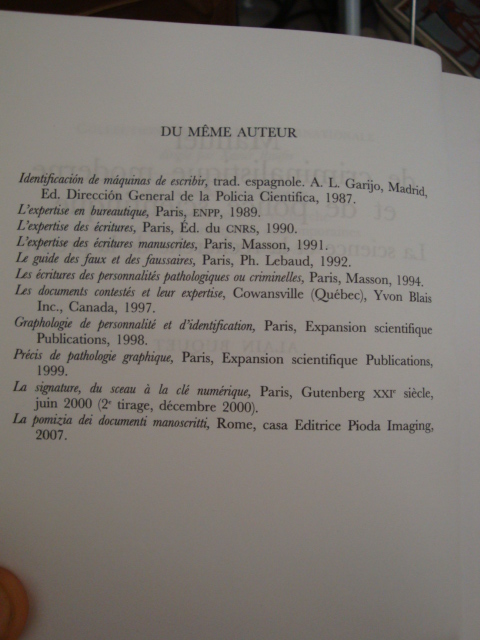 DU MÊME AUTEUR
Identificación de máquinas de escribir, trad. espagnole. A. L. Garijo, Madrid,
Ed. Dirección General de la Policia Cientifica, 1987.
L'expertise en bureautique, Paris, ENPP, 1989.
L'expertise des écritures, Paris, Éd. du CNRS, 1990.
L'expertise des écritures manuscrites, Paris, Masson, 1991.
Le guide des faux et des faussaires, Paris, Ph. Lebaud, 1992.
Les écritures des personnalités pathologiques ou criminelles, Paris, Masson, 1994.
Les documents contestés et leur expertise, Cowansville (Québec), Yvon Blais
Inc., Canada, 1997.
Graphologie de personnalité et d'identification, Paris, Expansion scientifique
Publications, 1998.
Précis de pathologie graphique, Paris, Expansion scientifique Publications,
1999.
La signature, du sceau à la clé numérique, Paris, Gutenberg XXIe siècle,
juin 2000 (2e tirage, décembre 2000).
La pomizia dei documenti manoscritti, Rome, casa Editrice Pioda Imaging,
2007.